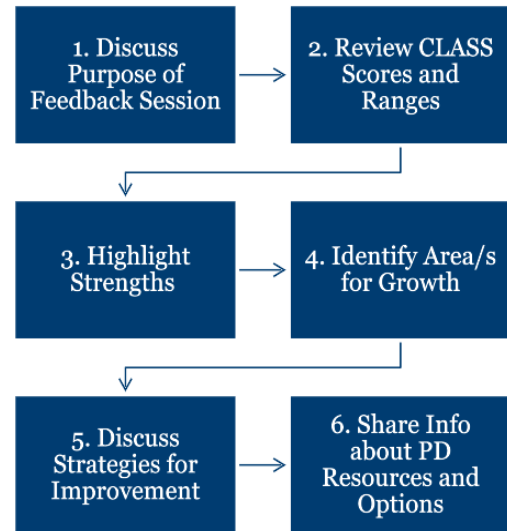 1. Discuss
Purpose of
Feedback Session
2. Review CLASS
Scores and
Ranges
3. Highlight
Strengths
4. Identify Area/s
for Growth
5. Discuss
Strategies for
Improvement
6. Share Info
about PD
Resources and
Options